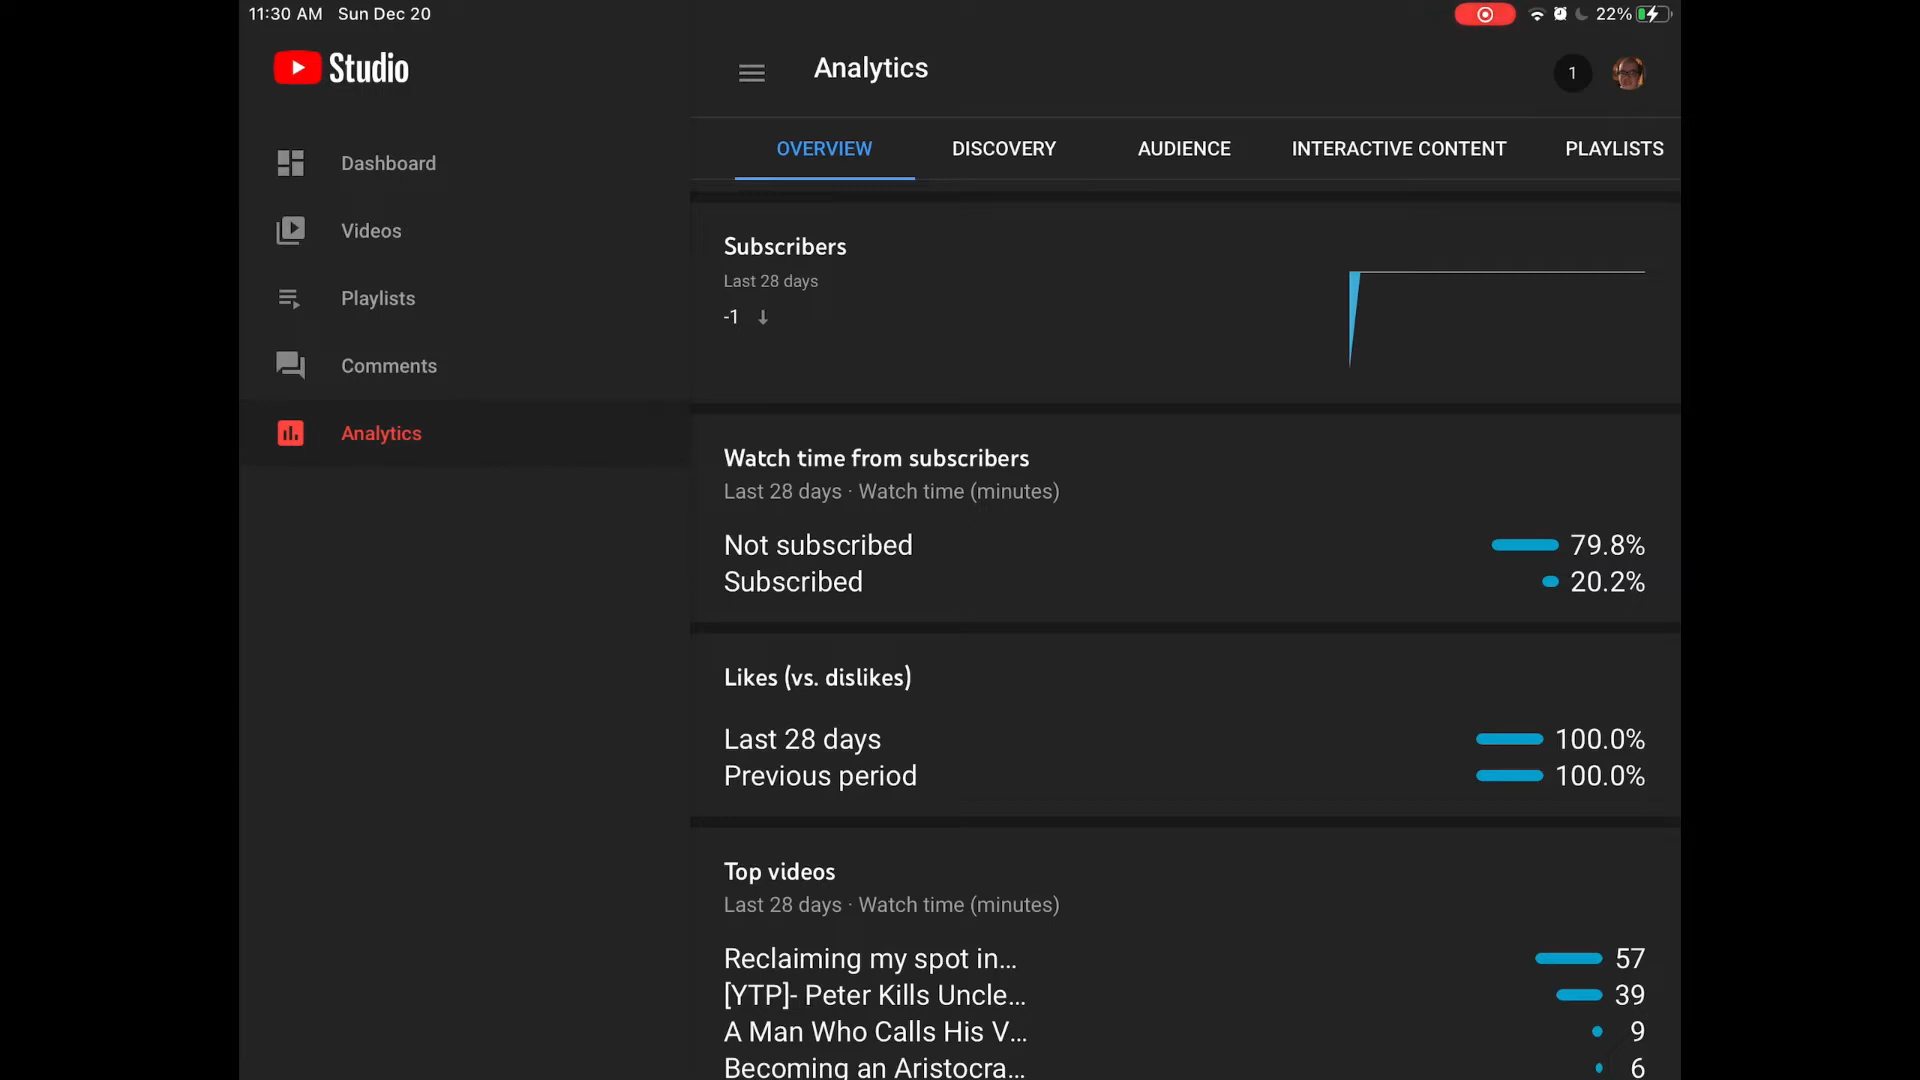 11:30 AM Sun Dec 20
22%
Studio
Analytics
1
Dashboard
Videos
Playlists
Comments
Analytics
OVERVIEW DISCOVERY AUDIENCE INTERACTIVE CONTENT PLAYLISTS
Subscribers
Last 28 days
-1
Watch time from subscribers
Last 28 days · Watch time (minutes)
Not subscribed 79.8%
Subscribed 20.2%
Likes (vs. dislikes)
Last 28 days 100.0%
Previous period 100.0%
Top videos
Last 28 days · Watch time (minutes)
Reclaiming my spot in... 57
[YTP]- Peter Kills Uncle... 39
A Man Who Calls His V... 9
Becoming an Aristocra... 6